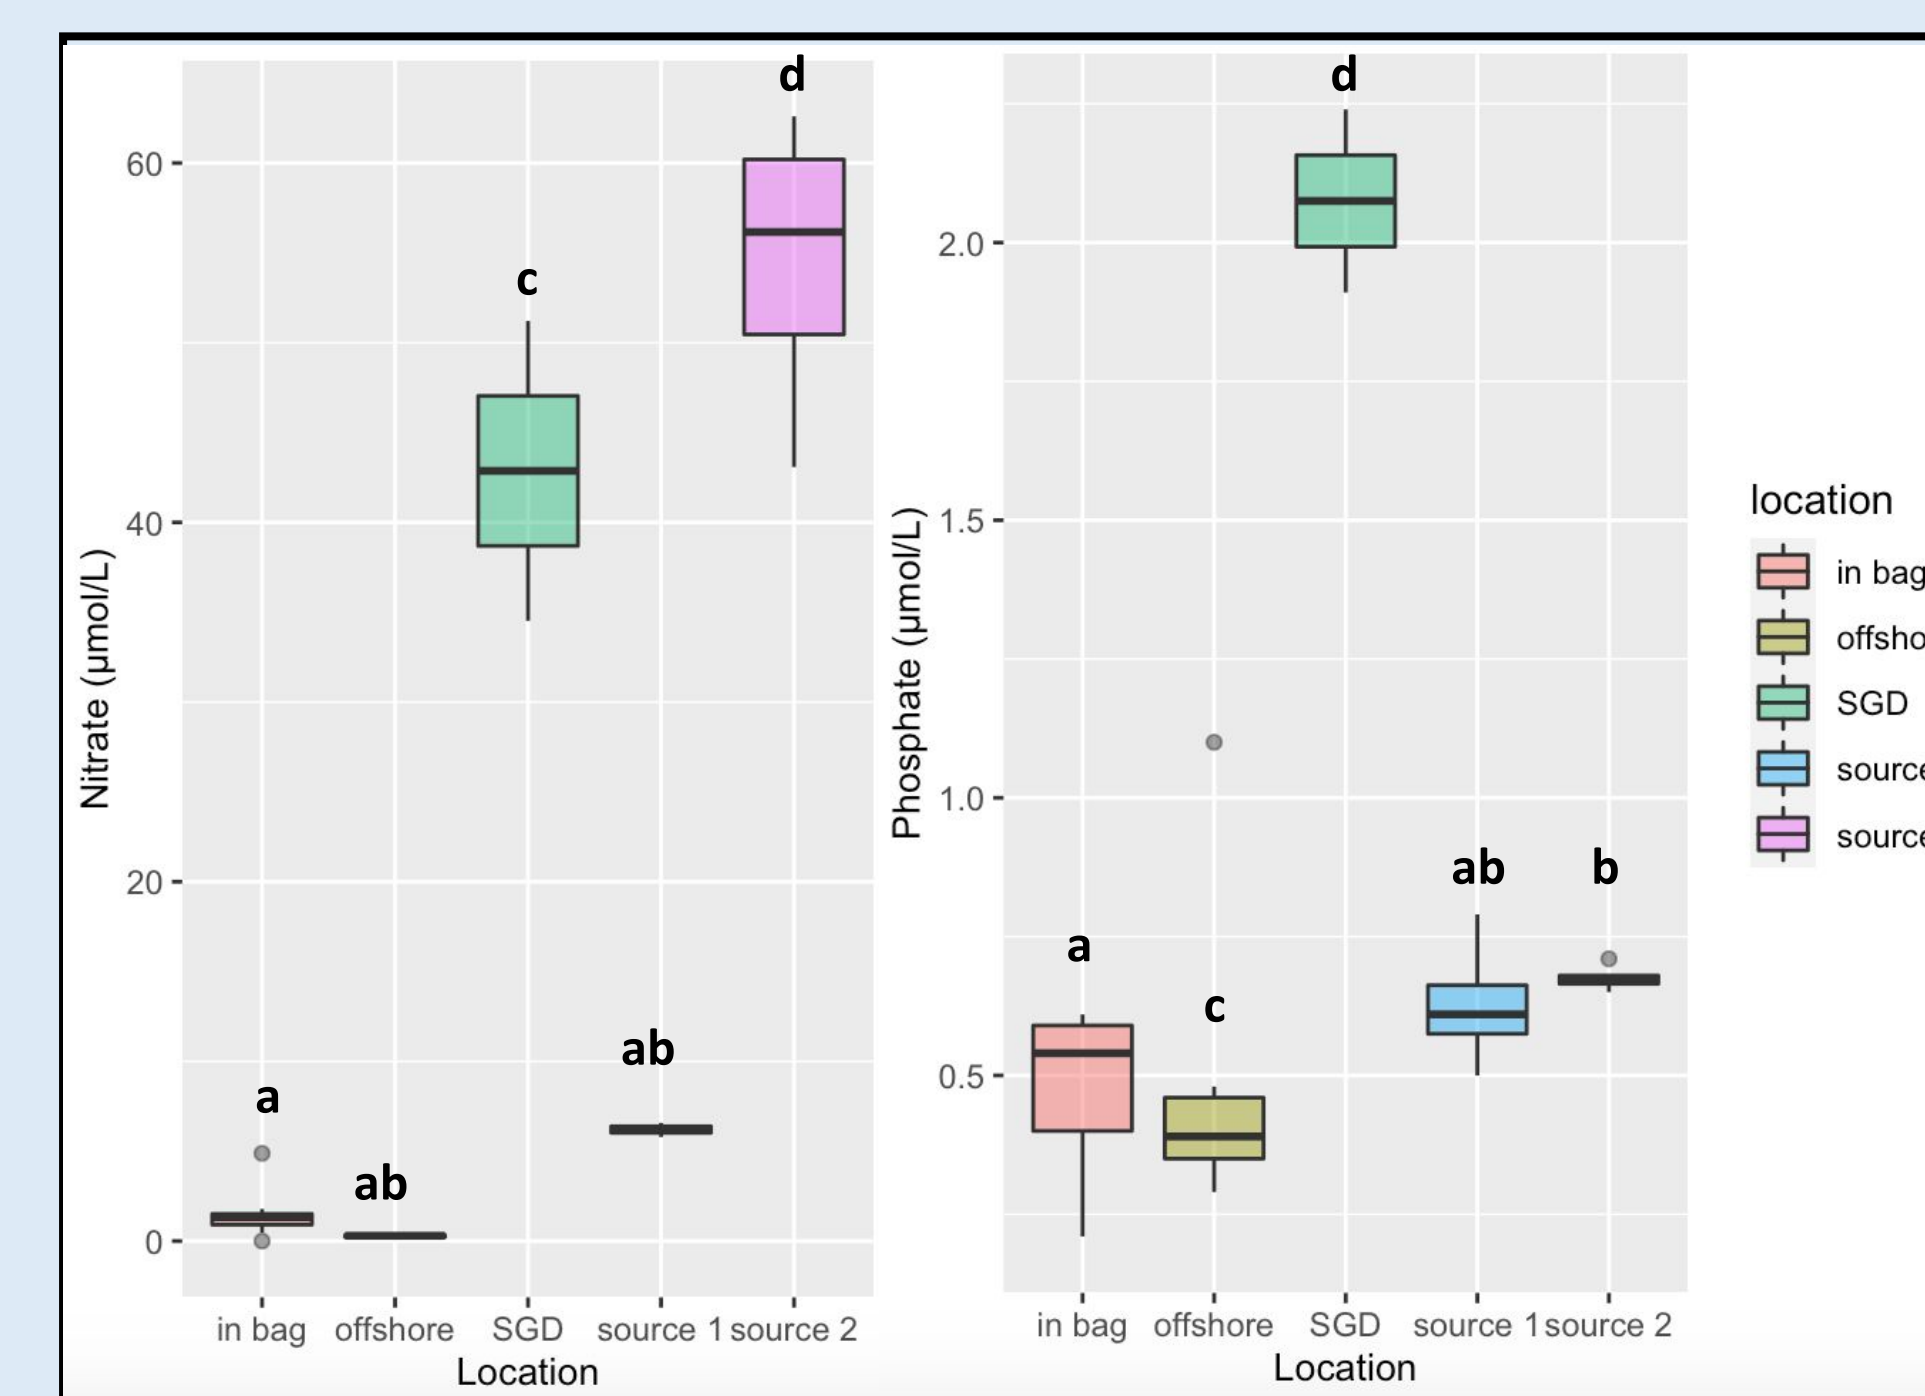 d
60
c
40
20
ab
a
ab
0
Nitrate (µmol/L)
in bag offshore SGD source 1 source 2
Location
d
2.0
1.5
1.0
ab b
a
c
0.5
Phosphate (µmol/L)
in bag offshore SGD source 1 source 2
Location
location
in bag
offsho
SGD
source
source